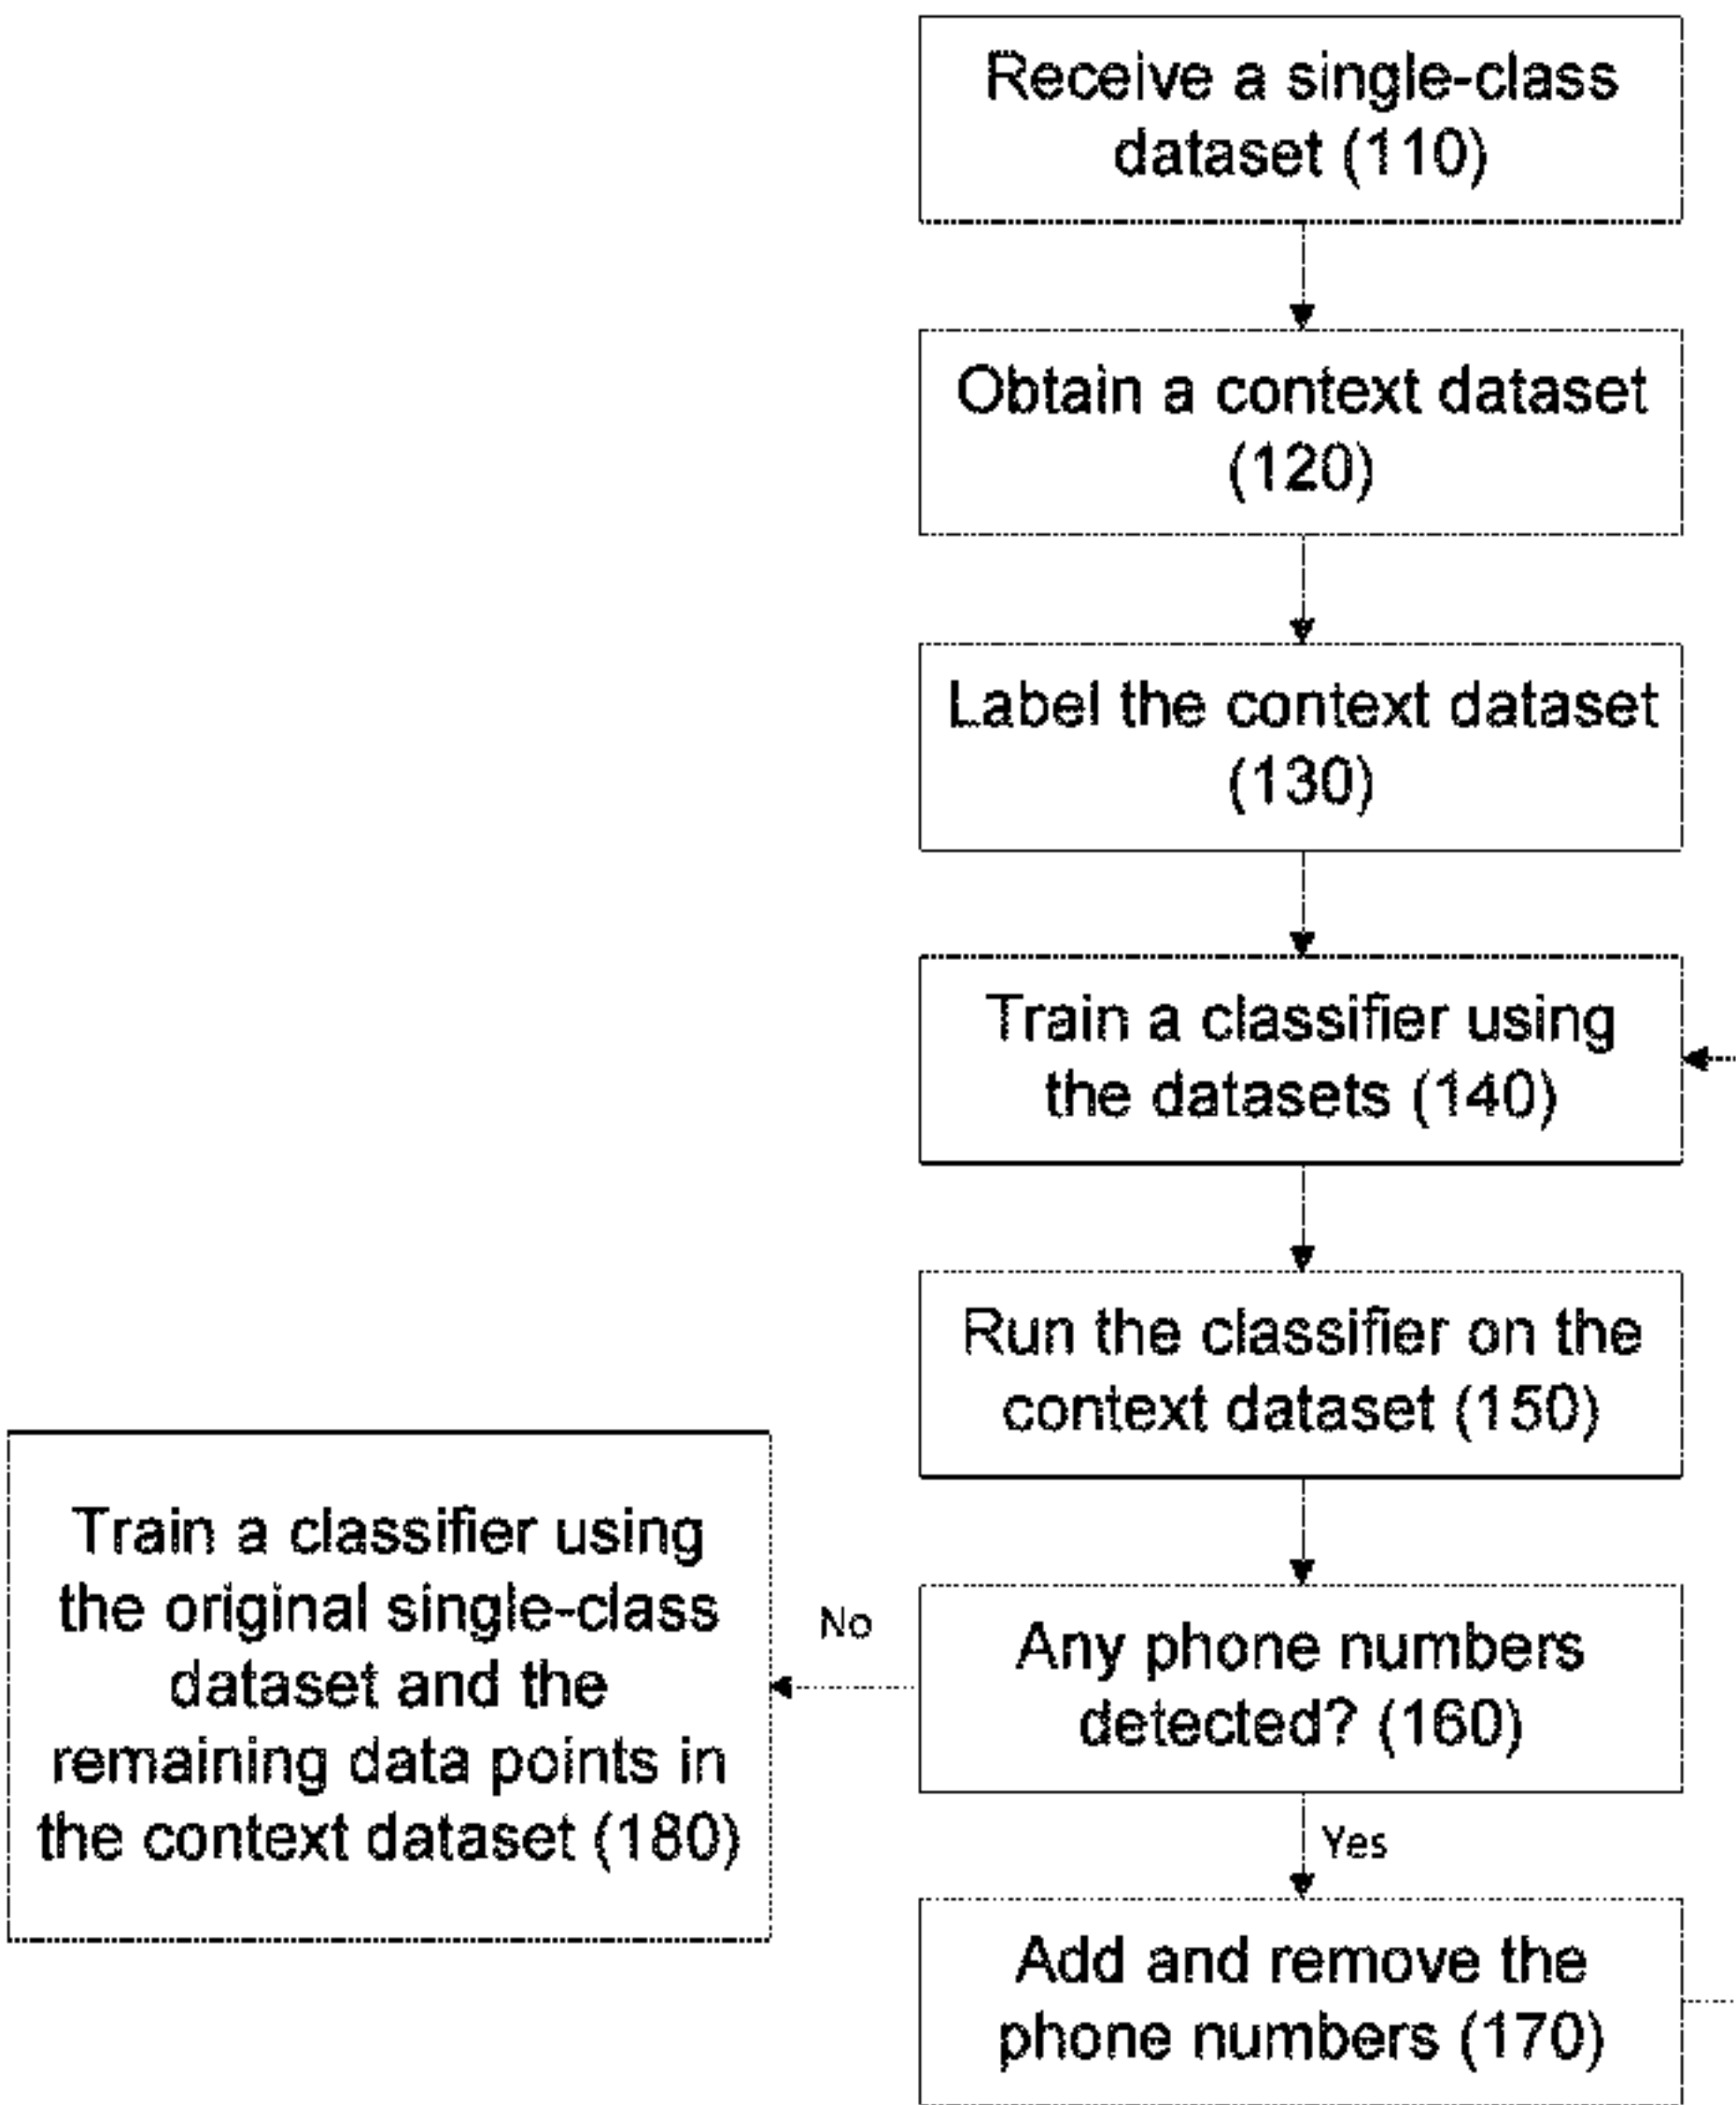 Receive a single-class
dataset (110)
Obtain a context dataset
(120)
Label the context dataset
(130)
Train a classifier using
the datasets (140)
Run the classifier on the
context dataset (150)
Any phone numbers
detected? (160)
No
Yes
Train a classifier using
the original single-class
dataset and the
remaining data points in
the context dataset (180)
Add and remove the
phone numbers (170)